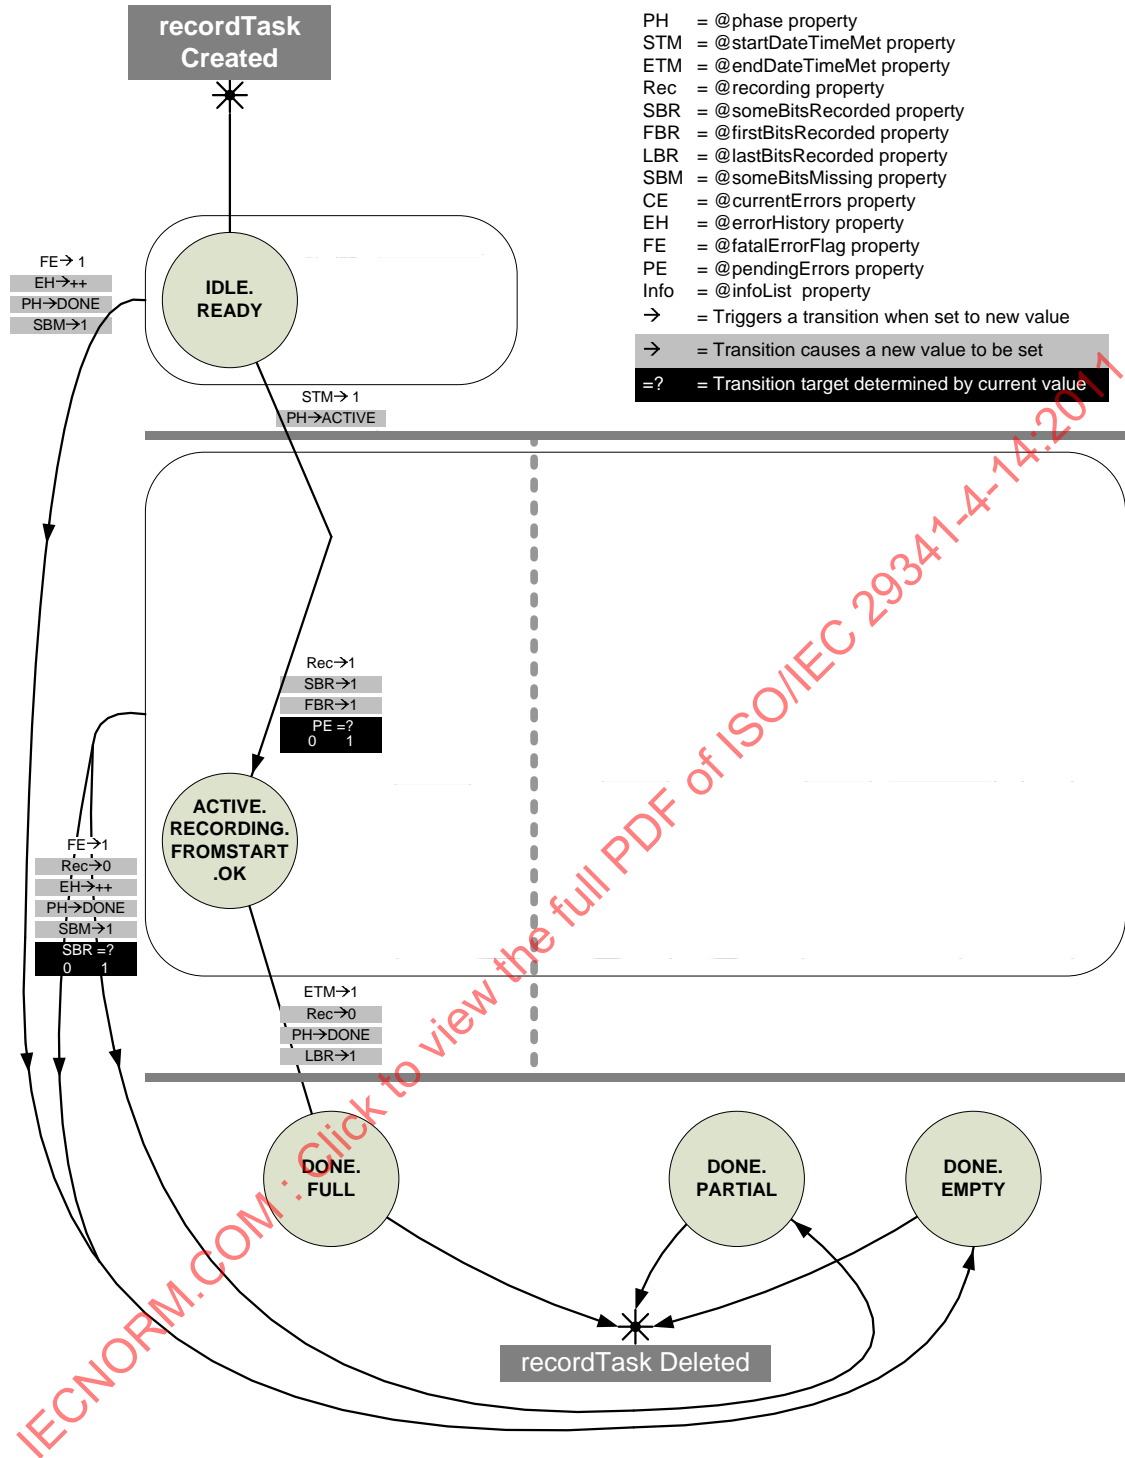 recordTask
Created
PH = @phase property
STM = @startDateTimeMet property
ETM = @endDateTimeMet property
Rec = @recording property
SBR = @someBitsRecorded property
FBR = @firstBitsRecorded property
LBR = @lastBitsRecorded property
SBM = @someBitsMissing property
CE = @currentErrors property
EH = @errorHistory property
FE = @fatalErrorFlag property
PE = @pendingErrors property
Info = @infoList property
→ = Triggers a transition when set to new value
→ = Transition causes a new value to be set
=? = Transition target determined by current value
FE→1
EH→++
PH→DONE
SBM→1
IDLE.
READY
STM→1
PH→ACTIVE
Rec→1
SBR→1
FBR→1
PE =?
0 1
ACTIVE.
RECORDING.
FROMSTART
.OK
FE→1
Rec→0
EH→++
PH→DONE
SBM→1
SBR =?
0 1
ETM→1
Rec→0
PH→DONE
LBR→1
DONE.
FULL
DONE.
PARTIAL
DONE.
EMPTY
recordTask Deleted
IECNORM.COM : Click to view the full PDF of ISO/IEC 29341-4-14:2011